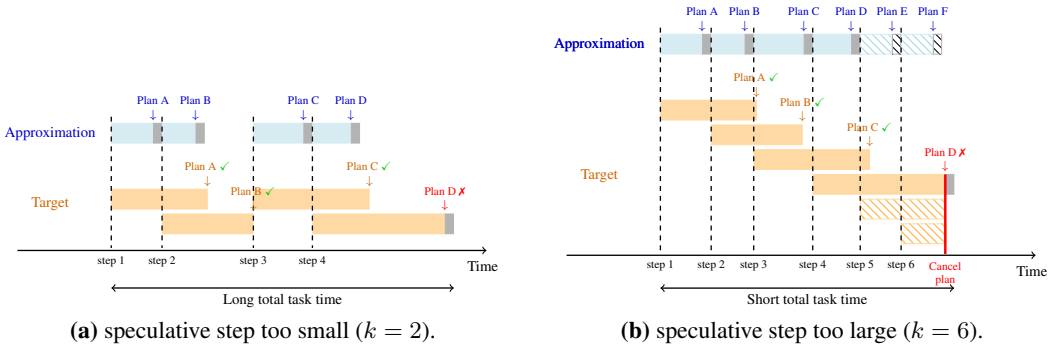 Plan A Plan B Plan C Plan D
Approximation
Plan A ✓
Plan C ✓
Plan B ✓
Plan D ✗
Target
step 1 step 2 step 3 step 4
Time
Long total task time
(a) speculative step too small (k = 2).
Plan A Plan B Plan C Plan D Plan E Plan F
Approximation
Plan A ✓
Plan B ✓
Plan C ✓
Plan D ✗
Target
step 1 step 2 step 3 step 4 step 5 step 6
Cancel
plan
Time
Short total task time
(b) speculative step too large (k = 6).